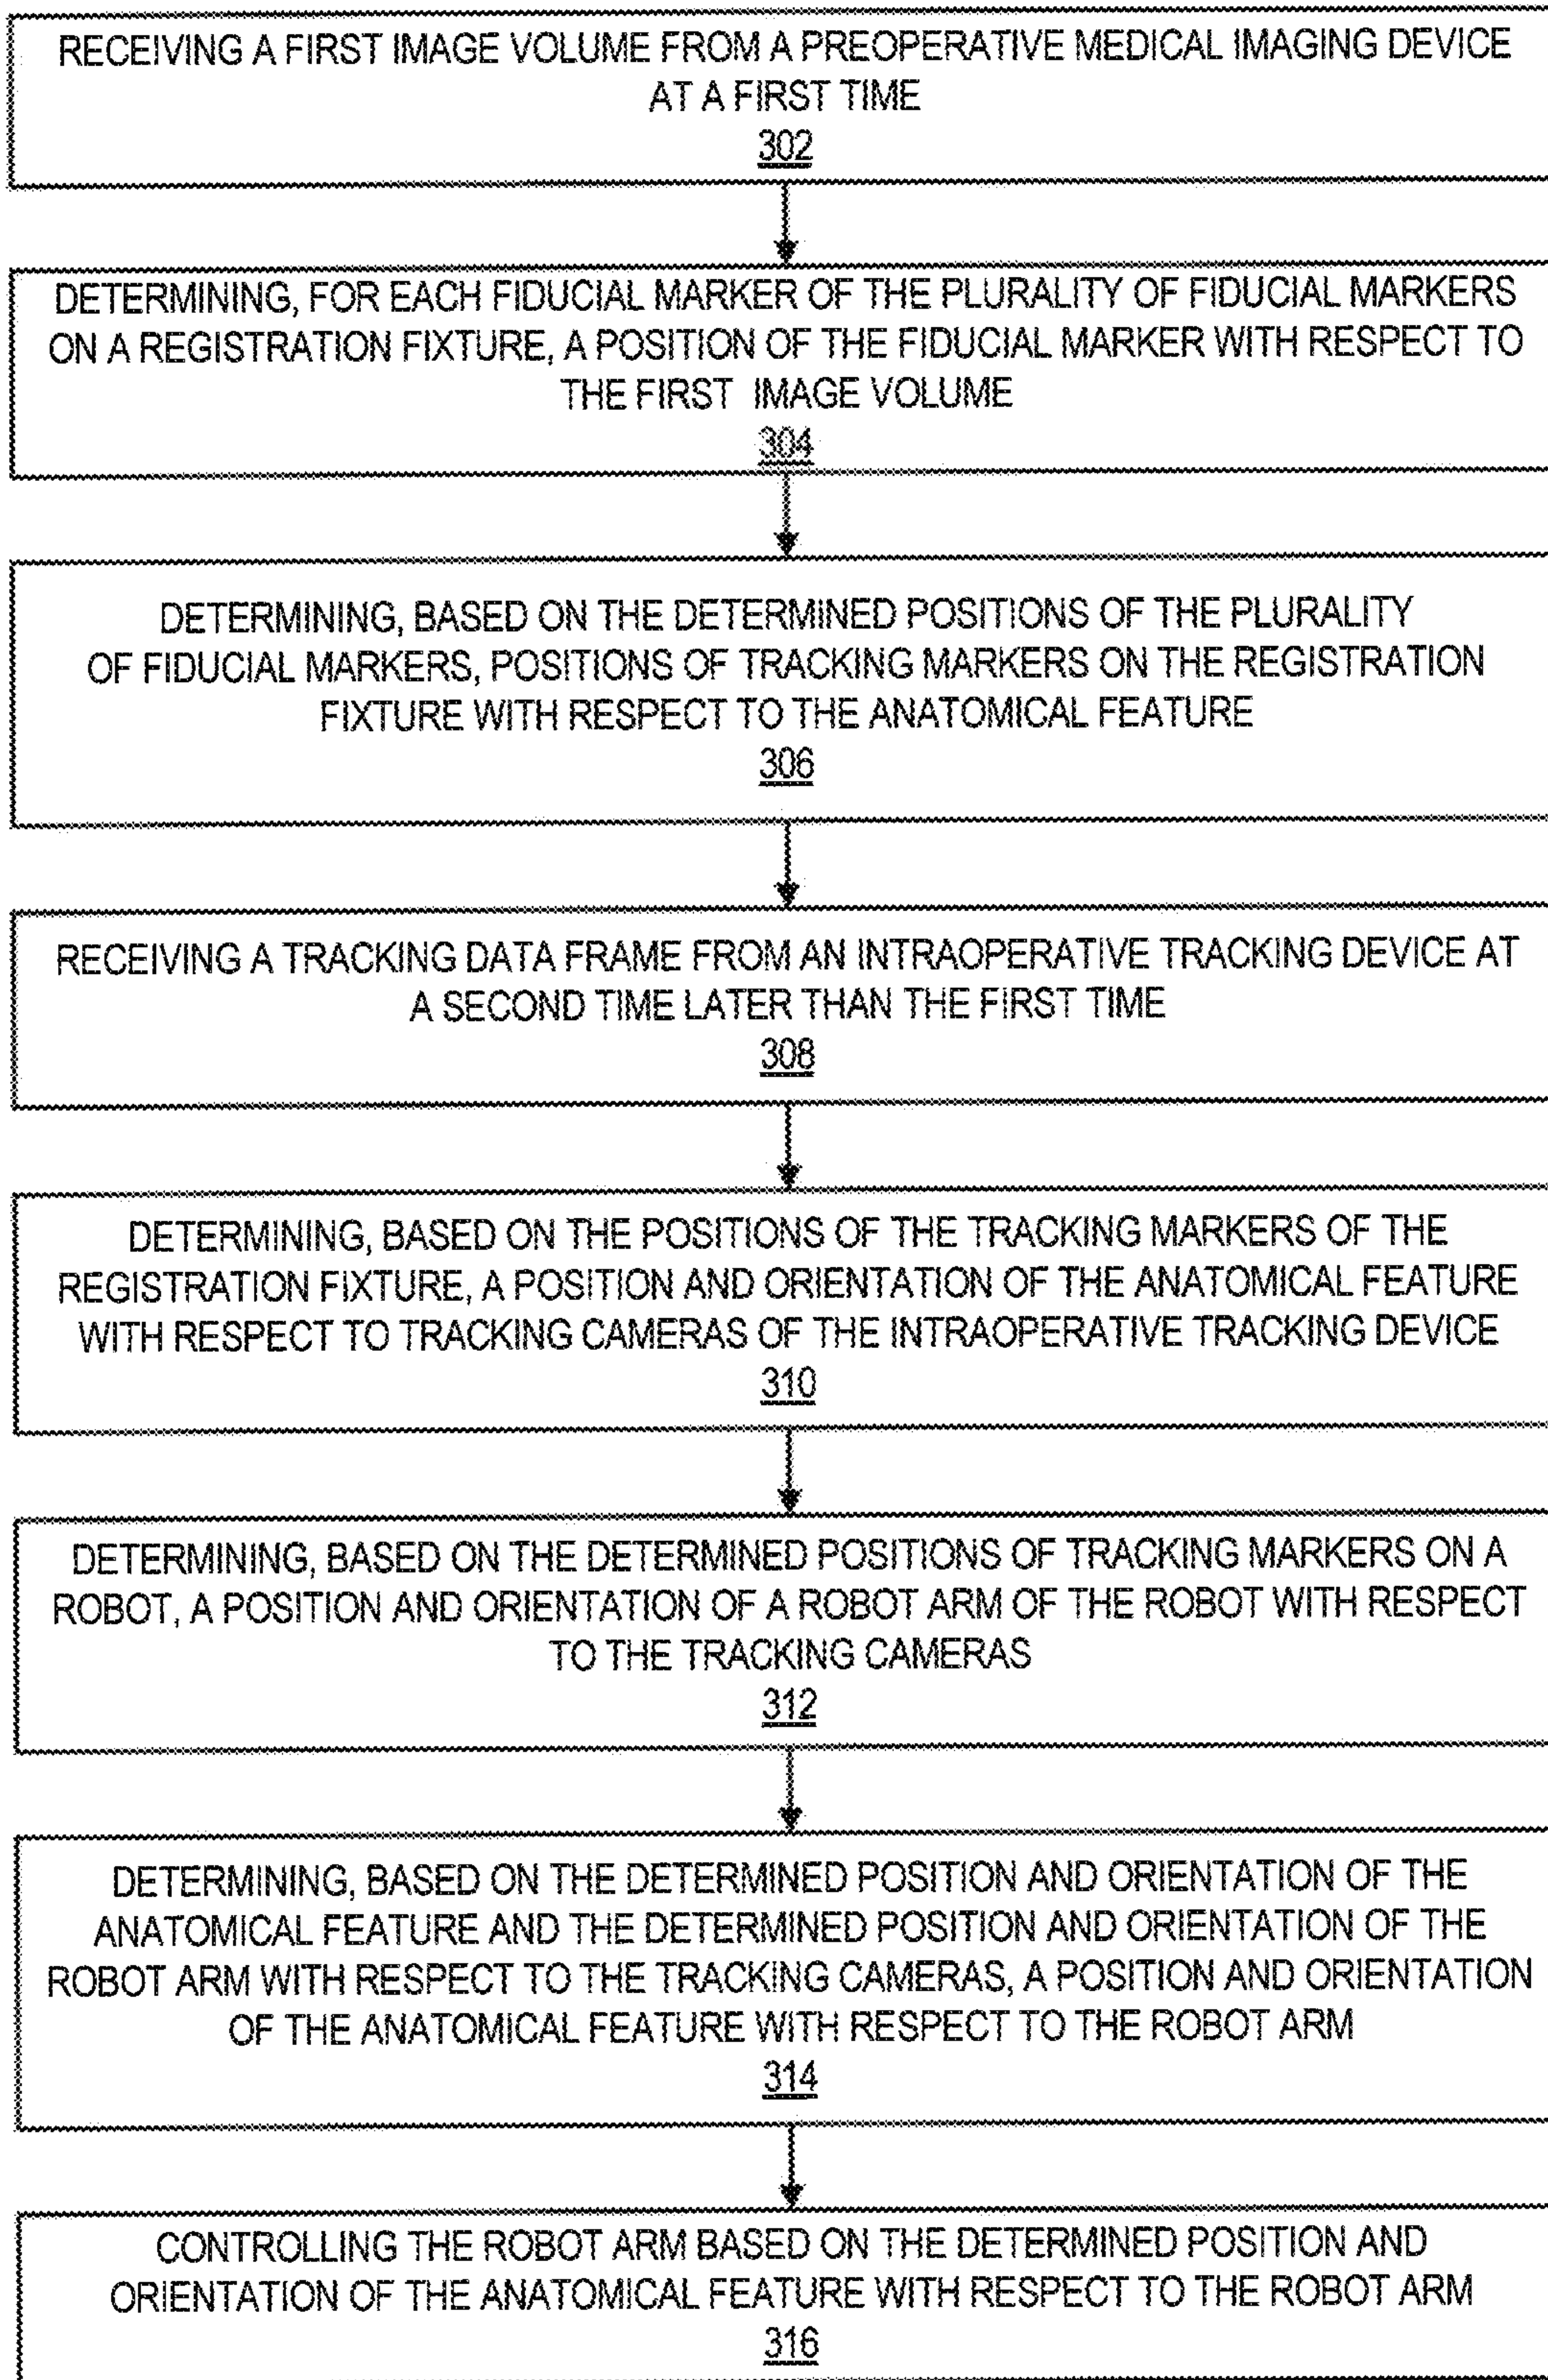 RECEIVING A FIRST IMAGE VOLUME FROM A PREOPERATIVE MEDICAL IMAGING DEVICE
AT A FIRST TIME
302
DETERMINING, FOR EACH FIDUCIAL MARKER OF THE PLURALITY OF FIDUCIAL MARKERS
ON A REGISTRATION FIXTURE, A POSITION OF THE FIDUCIAL MARKER WITH RESPECT TO
THE FIRST IMAGE VOLUME
304
DETERMINING, BASED ON THE DETERMINED POSITIONS OF THE PLURALITY
OF FIDUCIAL MARKERS, POSITIONS OF TRACKING MARKERS ON THE REGISTRATION
FIXTURE WITH RESPECT TO THE ANATOMICAL FEATURE
306
RECEIVING A TRACKING DATA FRAME FROM AN INTRAOPERATIVE TRACKING DEVICE AT
A SECOND TIME LATER THAN THE FIRST TIME
308
DETERMINING, BASED ON THE POSITIONS OF THE TRACKING MARKERS OF THE
REGISTRATION FIXTURE, A POSITION AND ORIENTATION OF THE ANATOMICAL FEATURE
WITH RESPECT TO TRACKING CAMERAS OF THE INTRAOPERATIVE TRACKING DEVICE
310
DETERMINING, BASED ON THE DETERMINED POSITIONS OF TRACKING MARKERS ON A
ROBOT, A POSITION AND ORIENTATION OF A ROBOT ARM OF THE ROBOT WITH RESPECT
TO THE TRACKING CAMERAS
312
DETERMINING, BASED ON THE DETERMINED POSITION AND ORIENTATION OF THE
ANATOMICAL FEATURE AND THE DETERMINED POSITION AND ORIENTATION OF THE
ROBOT ARM WITH RESPECT TO THE TRACKING CAMERAS, A POSITION AND ORIENTATION
OF THE ANATOMICAL FEATURE WITH RESPECT TO THE ROBOT ARM
314
CONTROLLING THE ROBOT ARM BASED ON THE DETERMINED POSITION AND
ORIENTATION OF THE ANATOMICAL FEATURE WITH RESPECT TO THE ROBOT ARM
316